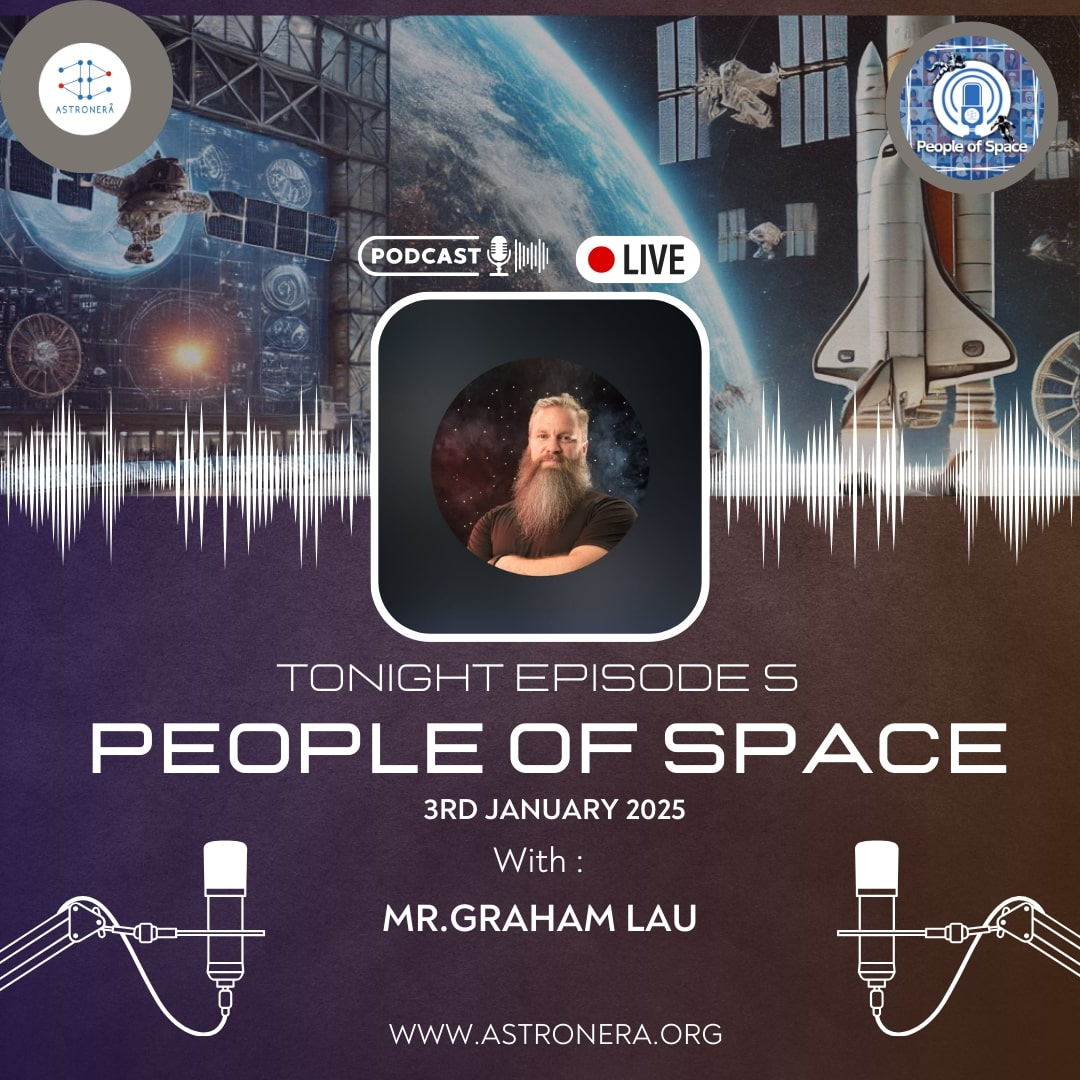 ASTRONERÂ
People of Space
PODCAST
LIVE
TONIGHT EPISODE 5
PEOPLE OF SPACE
3RD JANUARY 2025
With :
MR.GRAHAM LAU
WWW.ASTRONERA.ORG